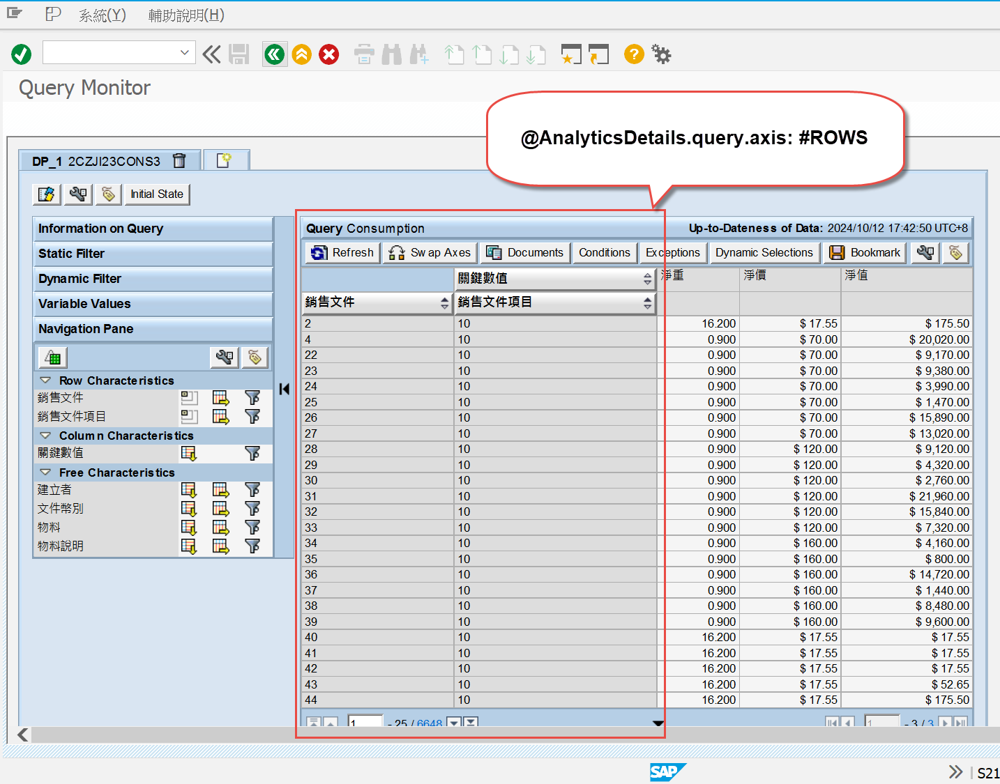 系統(Y) 輔助說明(H)
Query Monitor
@AnalyticsDetails.query.axis: #ROWS
DP_1 2CZJI23CONS3
Initial State
Information on Query
Static Filter
Dynamic Filter
Variable Values
Navigation Pane
Row Characteristics
銷售文件
銷售文件項目
Column Characteristics
關鍵數值
Free Characteristics
建立者
文件幣別
物料
物料說明
Query Consumption Up-to-Dateness of Data: 2024/10/12 17:42:50 UTC+8
Refresh Swap Axes Documents Conditions Exceptions Dynamic Selections Bookmark
關鍵數值 淨重 淨價 淨值
銷售文件 銷售文件項目
2 10 16.200 $ 17.55 $ 175.50
4 10 0.900 $ 70.00 $ 20,020.00
22 10 0.900 $ 70.00 $ 9,170.00
23 10 0.900 $ 70.00 $ 9,380.00
24 10 0.900 $ 70.00 $ 3,990.00
25 10 0.900 $ 70.00 $ 1,470.00
26 10 0.900 $ 70.00 $ 15,890.00
27 10 0.900 $ 70.00 $ 13,020.00
28 10 0.900 $ 120.00 $ 9,120.00
29 10 0.900 $ 120.00 $ 4,320.00
30 10 0.900 $ 120.00 $ 2,760.00
31 10 0.900 $ 120.00 $ 21,960.00
32 10 0.900 $ 120.00 $ 15,840.00
33 10 0.900 $ 120.00 $ 7,320.00
34 10 0.900 $ 160.00 $ 4,160.00
35 10 0.900 $ 160.00 $ 800.00
36 10 0.900 $ 160.00 $ 14,720.00
37 10 0.900 $ 160.00 $ 1,440.00
38 10 0.900 $ 160.00 $ 8,480.00
39 10 0.900 $ 160.00 $ 9,600.00
40 10 16.200 $ 17.55 $ 17.55
41 10 16.200 $ 17.55 $ 17.55
42 10 16.200 $ 17.55 $ 17.55
43 10 16.200 $ 17.55 $ 52.65
44 10 16.200 $ 17.55 $ 175.50
1 - 25 / 6648 1 - 3 / 3
SAP S21